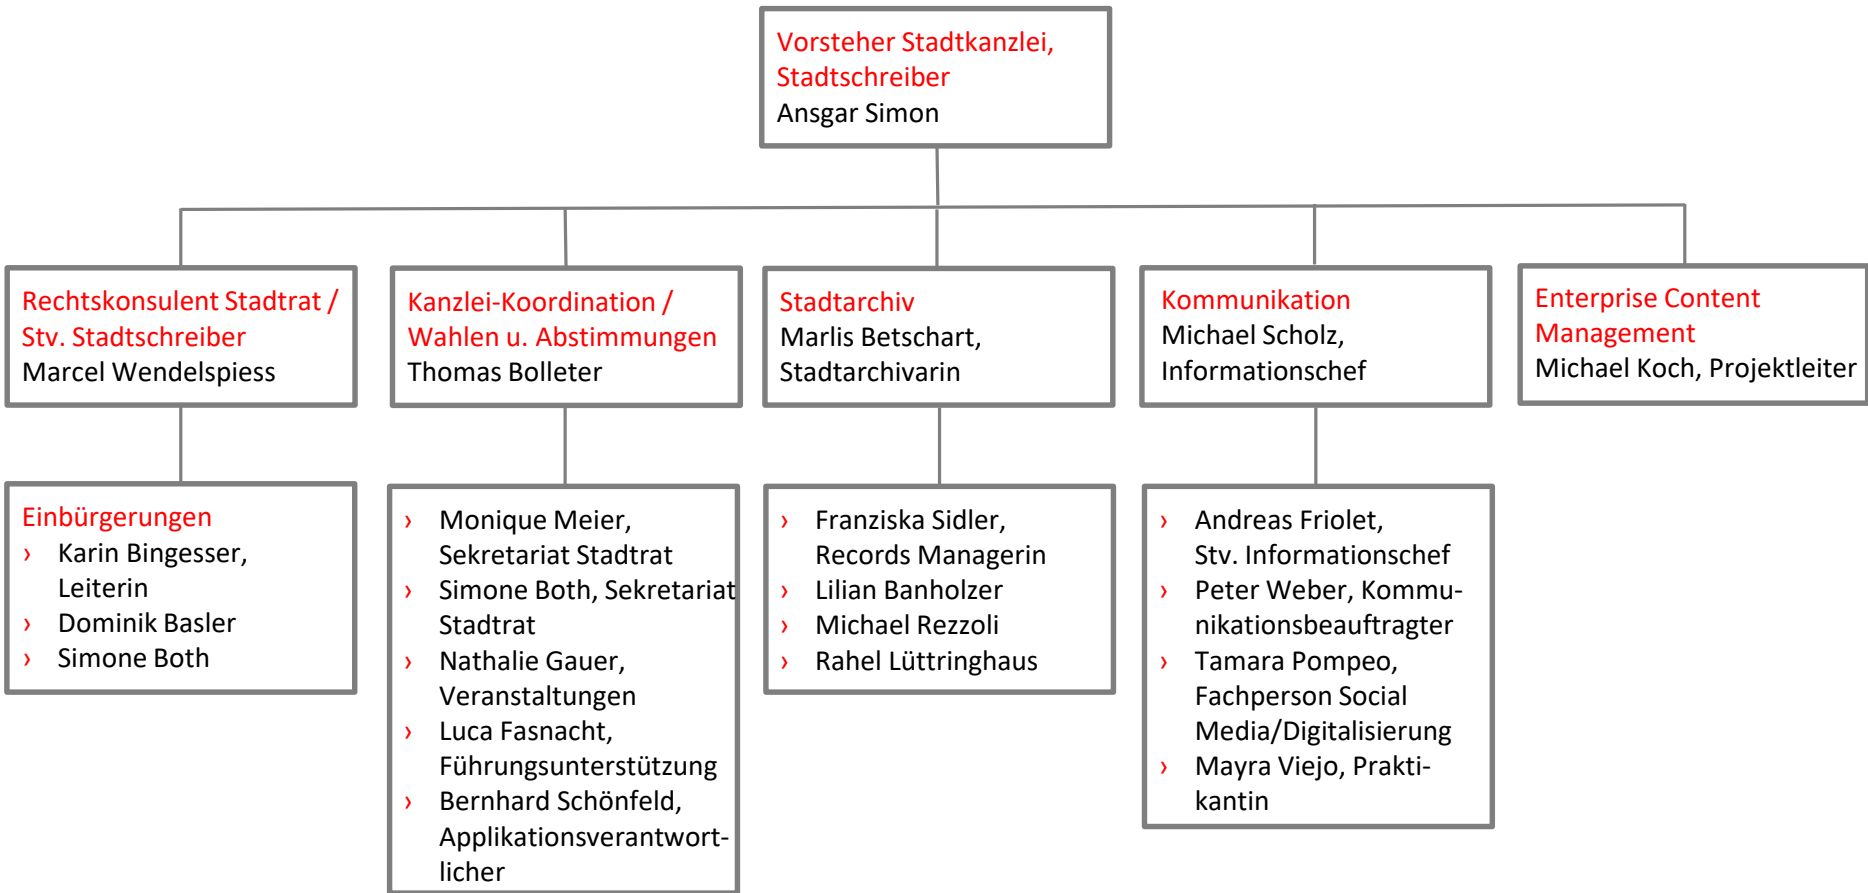 Vorsteher Stadtkanzlei,
Stadtschreiber
Ansgar Simon
Rechtskonsulent Stadtrat /
Stv. Stadtschreiber
Marcel Wendelspiess
Kanzlei-Koordination /
Wahlen u. Abstimmungen
Thomas Bolleter
Stadtarchiv
Marlis Betschart,
Stadtarchivarin
Kommunikation
Michael Scholz,
Informationschef
Enterprise Content
Management
Michael Koch, Projektleiter
Einbürgerungen
› Karin Bingesser,
Leiterin
› Dominik Basler
› Simone Both
› Monique Meier,
Sekretariat Stadtrat
› Simone Both, Sekretariat
Stadtrat
› Nathalie Gauer,
Veranstaltungen
› Luca Fasnacht,
Führungsunterstützung
› Bernhard Schönfeld,
Applikationsverantwort-
licher
› Franziska Sidler,
Records Managerin
› Lilian Banholzer
› Michael Rezzoli
› Rahel Lüttringhaus
› Andreas Friolet,
Stv. Informationschef
› Peter Weber, Kommu-
nikationsbeauftragter
› Tamara Pompeo,
Fachperson Social
Media/Digitalisierung
› Mayra Viejo, Prakti-
kantin